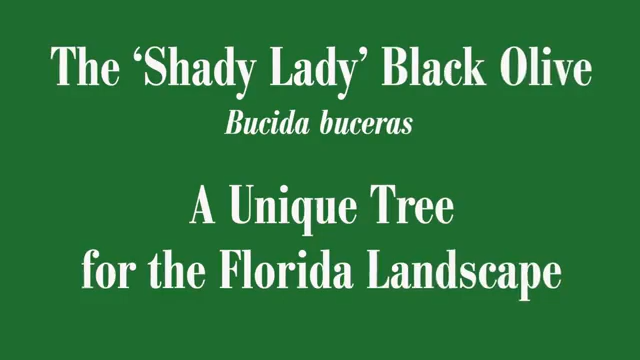 The ‘Shady Lady’ Black Olive
Bucida buceras
A Unique Tree
for the Florida Landscape